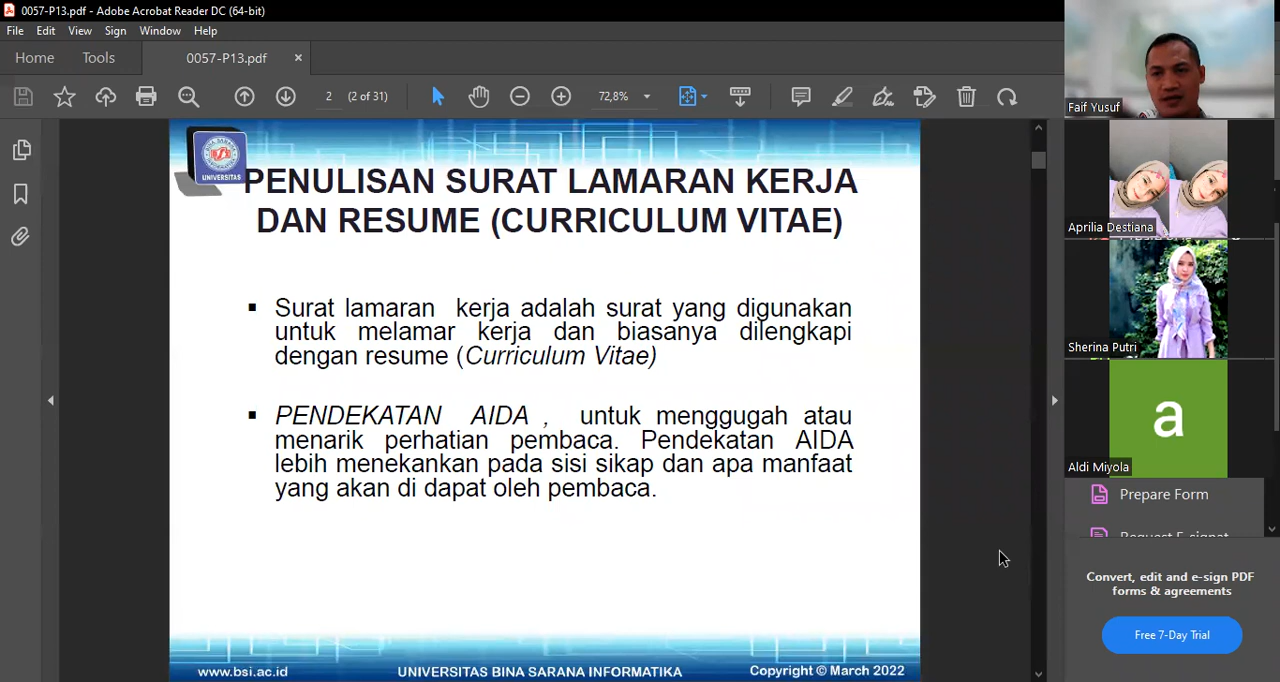 0057-P13.pdf - Adobe Acrobat Reader DC (64-bit)
File Edit View Sign Window Help
Home Tools 0057-P13.pdf ×
2 (2 of 31) 72,8%
UNIVERSITAS
PENULISAN SURAT LAMARAN KERJA
DAN RESUME (CURRICULUM VITAE)
▪ Surat lamaran kerja adalah surat yang digunakan
untuk melamar kerja dan biasanya dilengkapi
dengan resume (Curriculum Vitae)
▪ PENDEKATAN AIDA , untuk menggugah atau
menarik perhatian pembaca. Pendekatan AIDA
lebih menekankan pada sisi sikap dan apa manfaat
yang akan di dapat oleh pembaca.
www.bsi.ac.id UNIVERSITAS BINA SARANA INFORMATIKA Copyright © March 2022
Faif Yusuf
Aprilia Destiana
Sherina Putri
a
Aldi Miyola
Prepare Form
Convert, edit and e-sign PDF
forms & agreements
Free 7-Day Trial